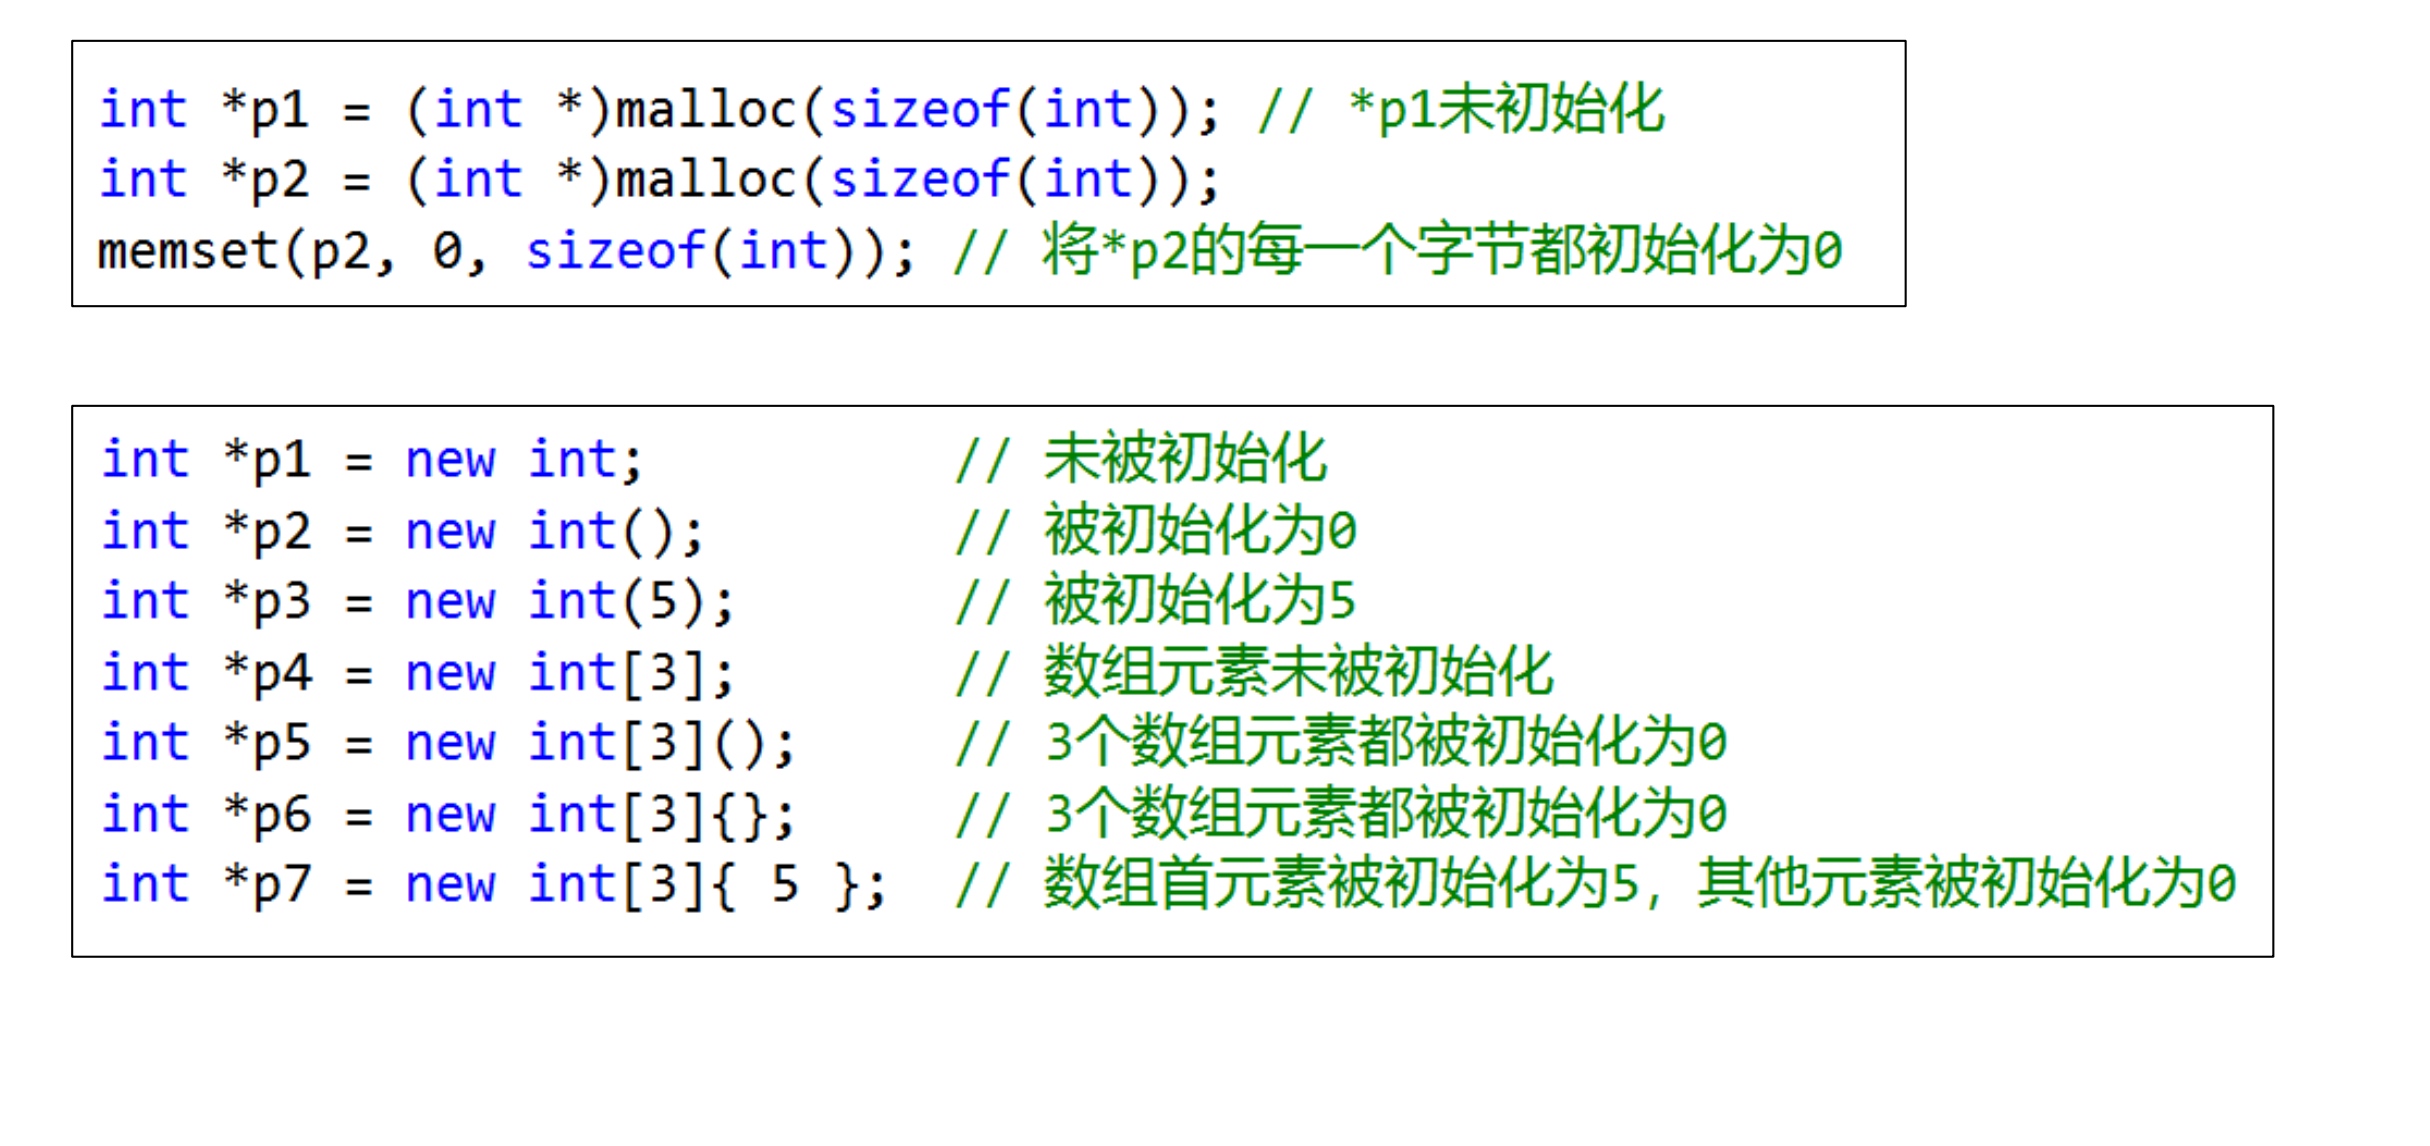 int *p1 = (int *)malloc(sizeof(int)); // *p1未初始化
int *p2 = (int *)malloc(sizeof(int));
memset(p2, 0, sizeof(int)); // 将*p2的每一个字节都初始化为0
int *p1 = new int; // 未被初始化
int *p2 = new int(); // 被初始化为0
int *p3 = new int(5); // 被初始化为5
int *p4 = new int[3]; // 数组元素未被初始化
int *p5 = new int[3](); // 3个数组元素都被初始化为0
int *p6 = new int[3]{}; // 3个数组元素都被初始化为0
int *p7 = new int[3]{ 5 }; // 数组首元素被初始化为5, 其他元素被初始化为0